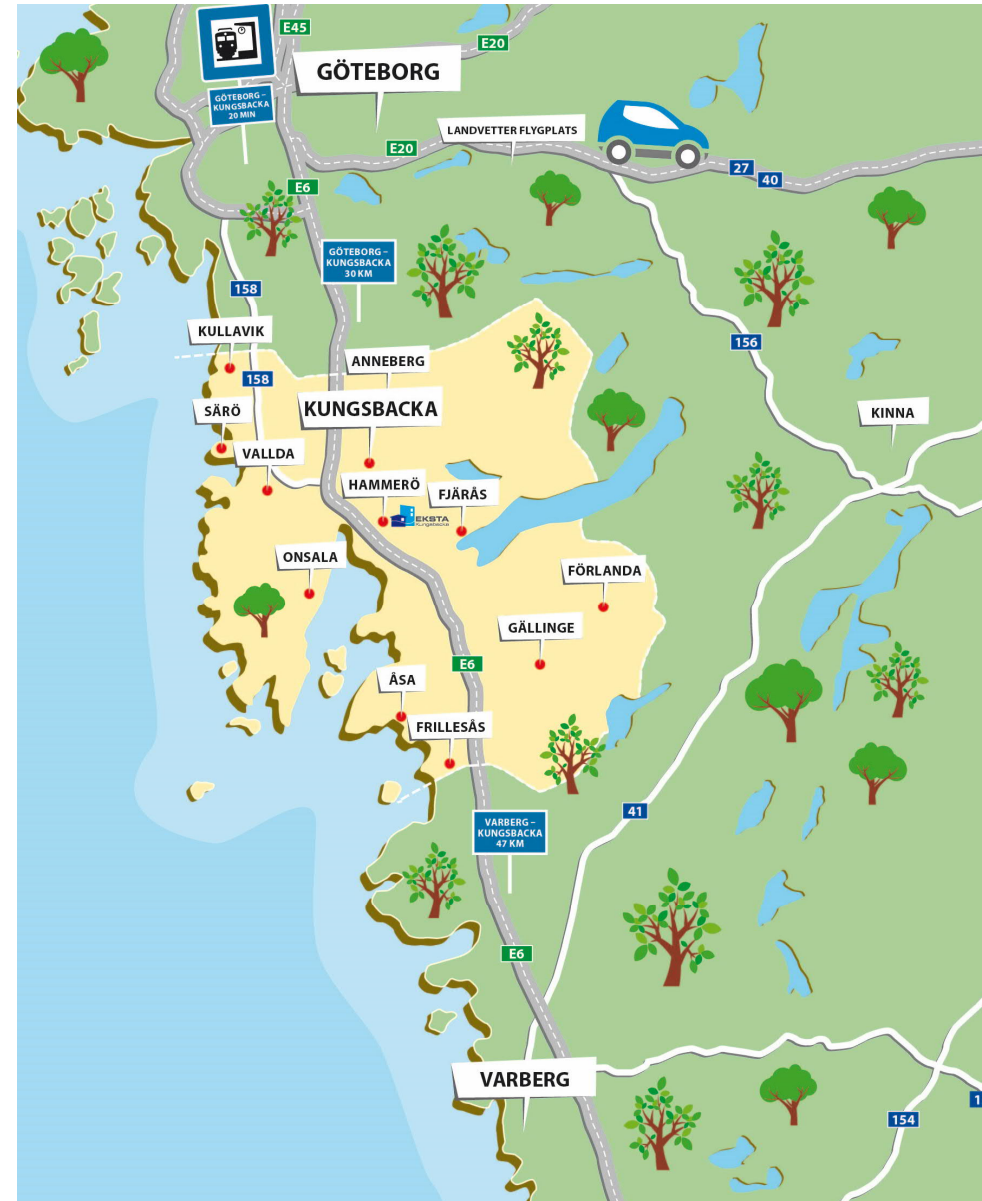 E45
E20
GÖTEBORG
GÖTEBORG –
KUNGSBACKA
20 MIN
LANDVETTER FLYGPLATS
E20
27
40
E6
GÖTEBORG –
KUNGSBACKA
30 KM
158
KULLAVIK
156
ANNEBERG
158
KUNGSBACKA
SÄRÖ
KINNA
VALLDA
HAMMERÖ
FJÄRÅS
EKSTA
Kungsbacka
ONSALA
FÖRLANDA
GÄLLINGE
E6
ÅSA
FRILLESÅS
41
VARBERG –
KUNGSBACKA
47 KM
E6
VARBERG
1
154